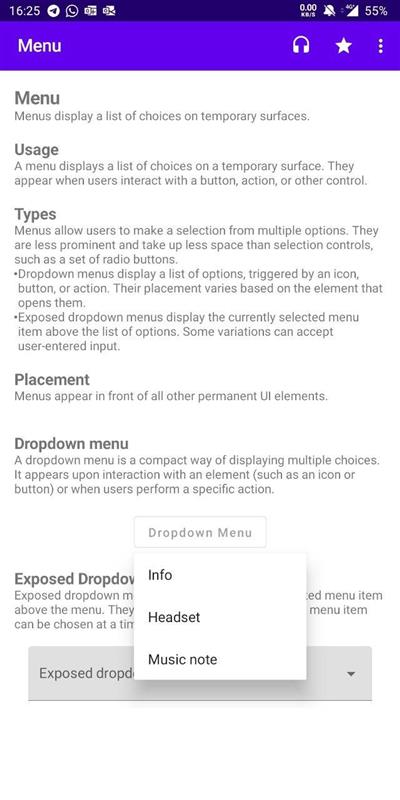 16:25
0.00
KB/S
4G+
55%
Menu
Menu
Menus display a list of choices on temporary surfaces.
Usage
A menu displays a list of choices on a temporary surface. They
appear when users interact with a button, action, or other control.
Types
Menus allow users to make a selection from multiple options. They
are less prominent and take up less space than selection controls,
such as a set of radio buttons.
•Dropdown menus display a list of options, triggered by an icon,
button, or action. Their placement varies based on the element that
opens them.
•Exposed dropdown menus display the currently selected menu
item above the list of options. Some variations can accept
user-entered input.
Placement
Menus appear in front of all other permanent UI elements.
Dropdown menu
A dropdown menu is a compact way of displaying multiple choices.
It appears upon interaction with an element (such as an icon or
button) or when users perform a specific action.
Dropdown Menu
Info
Headset
Music note
Exposed Dropdo
Exposed dropdown m ted menu item
above the menu. They menu item
can be chosen at a tim
Exposed dropd